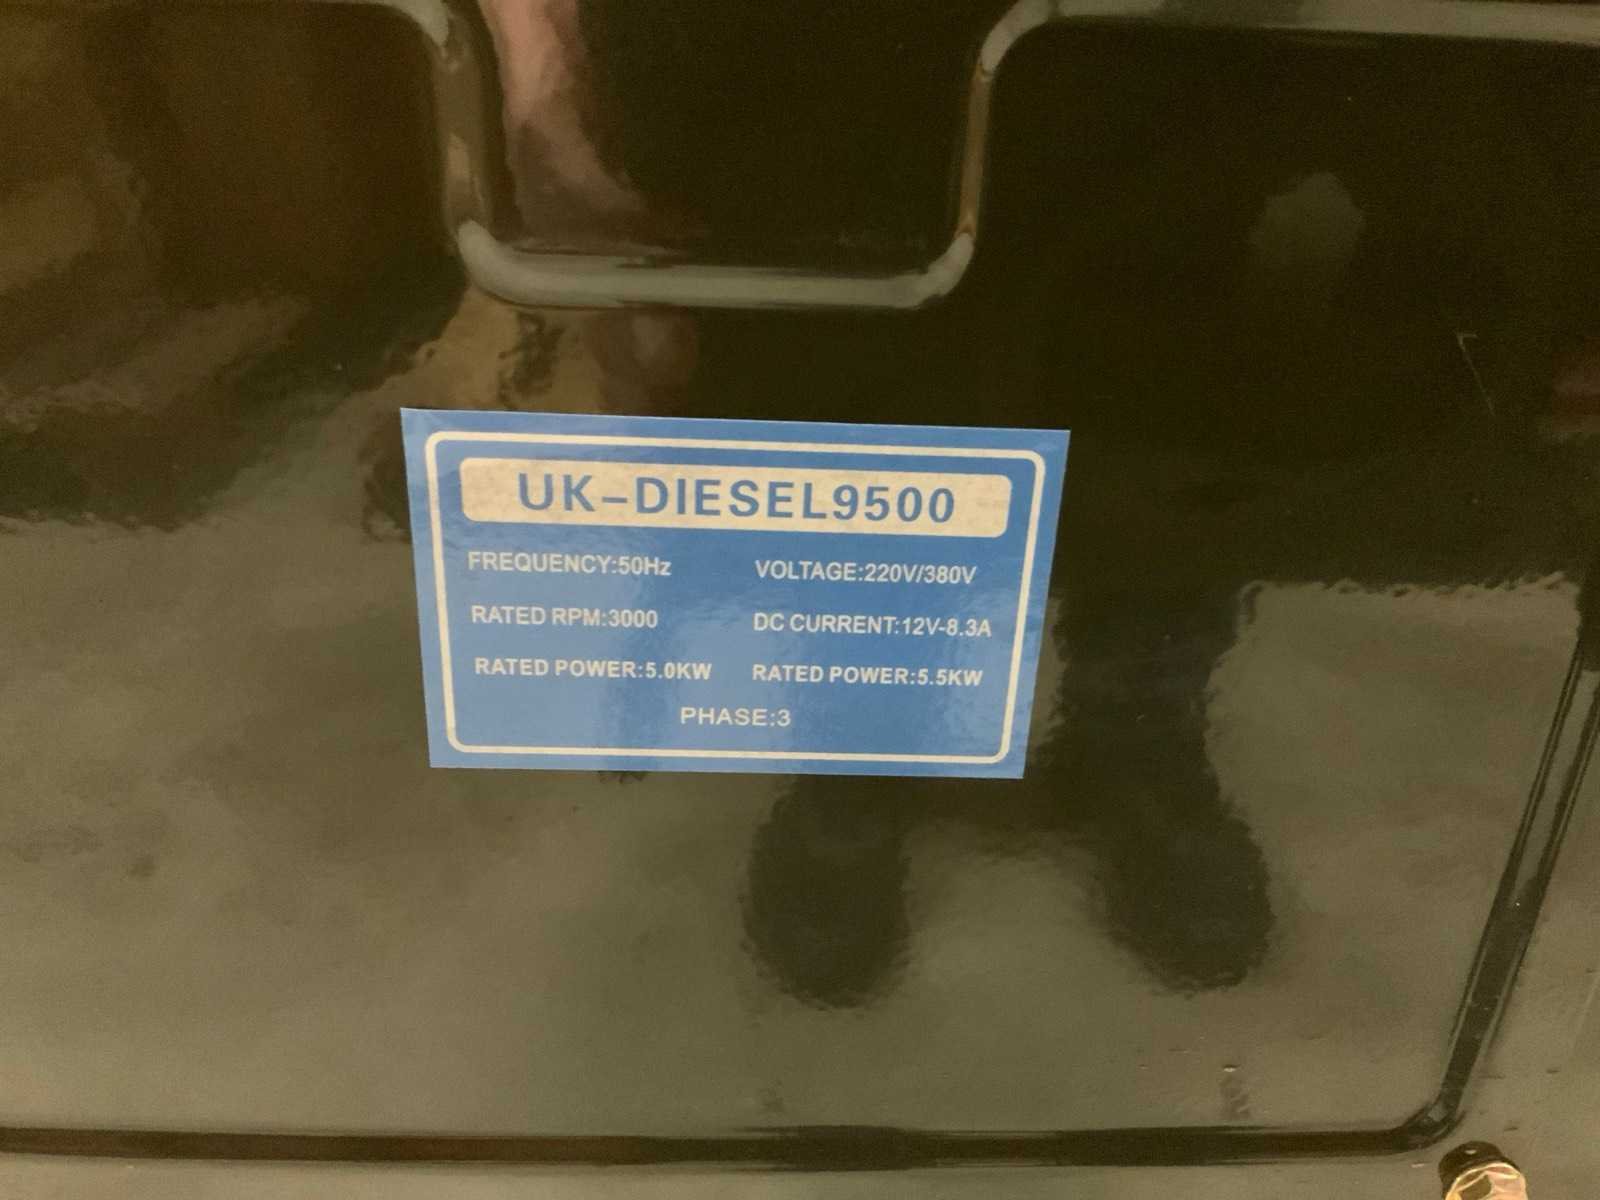 UK-DIESEL9500
FREQUENCY:50Hz VOLTAGE:220V/380V
RATED RPM:3000 DC CURRENT:12V-8.3A
RATED POWER:5.0KW RATED POWER:5.5KW
PHASE:3